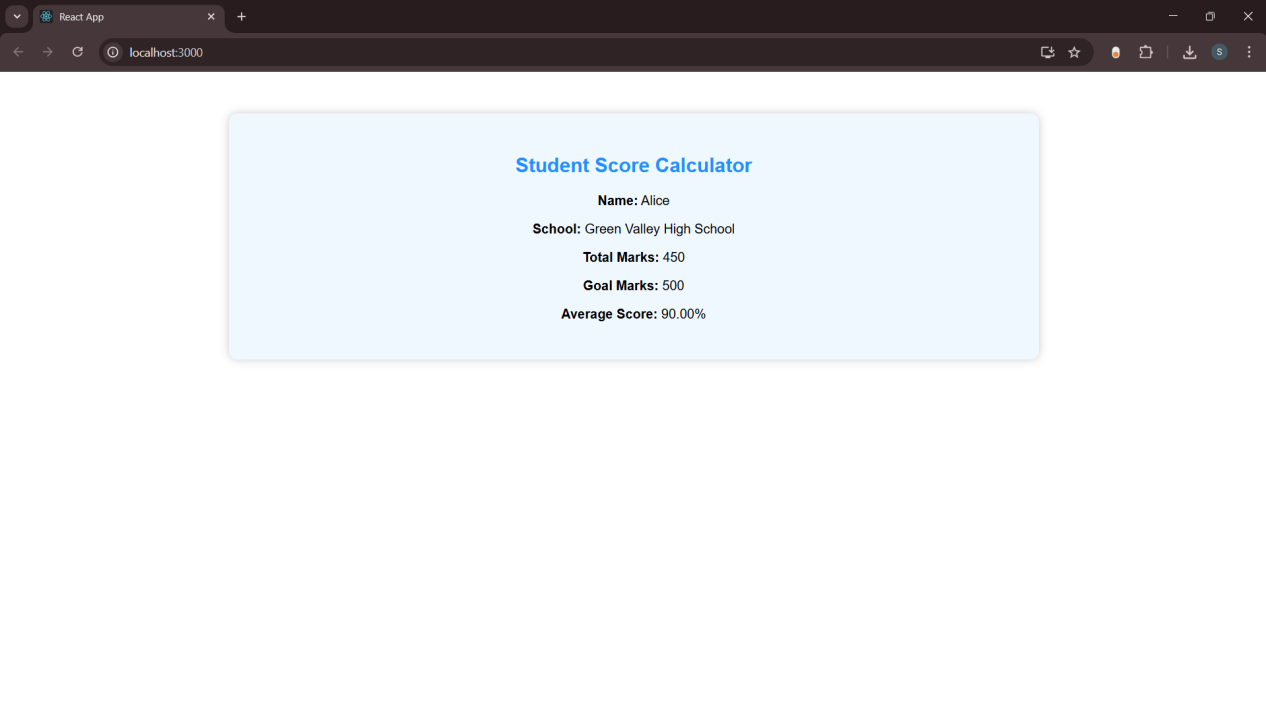 React App
localhost:3000
S
Student Score Calculator
Name: Alice
School: Green Valley High School
Total Marks: 450
Goal Marks: 500
Average Score: 90.00%